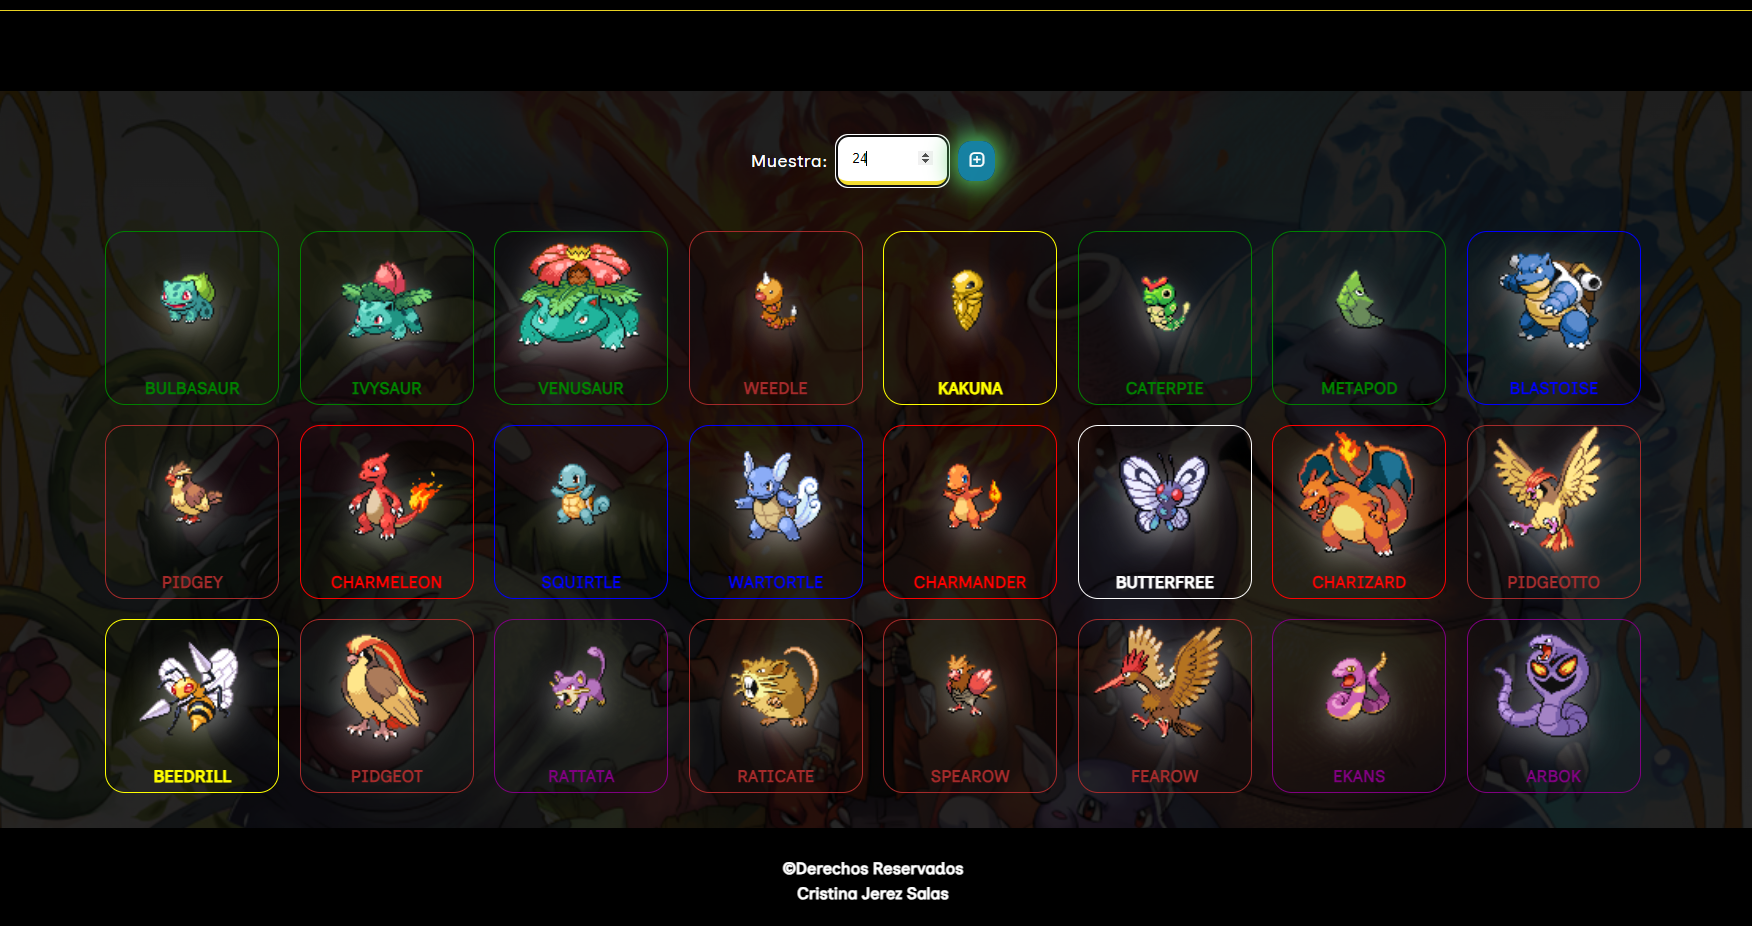 Muestra: 24
BULBASAUR IVYSAUR VENUSAUR WEEDLE KAKUNA CATERPIE METAPOD BLASTOISE
PIDGEY CHARMELEON SQUIRTLE WARTORTLE CHARMANDER BUTTERFREE CHARIZARD PIDGEOTTO
BEEDRILL PIDGEOT RATTATA RATICATE SPEAROW FEAROW EKANS ARBOK
©Derechos Reservados
Cristina Jerez Salas